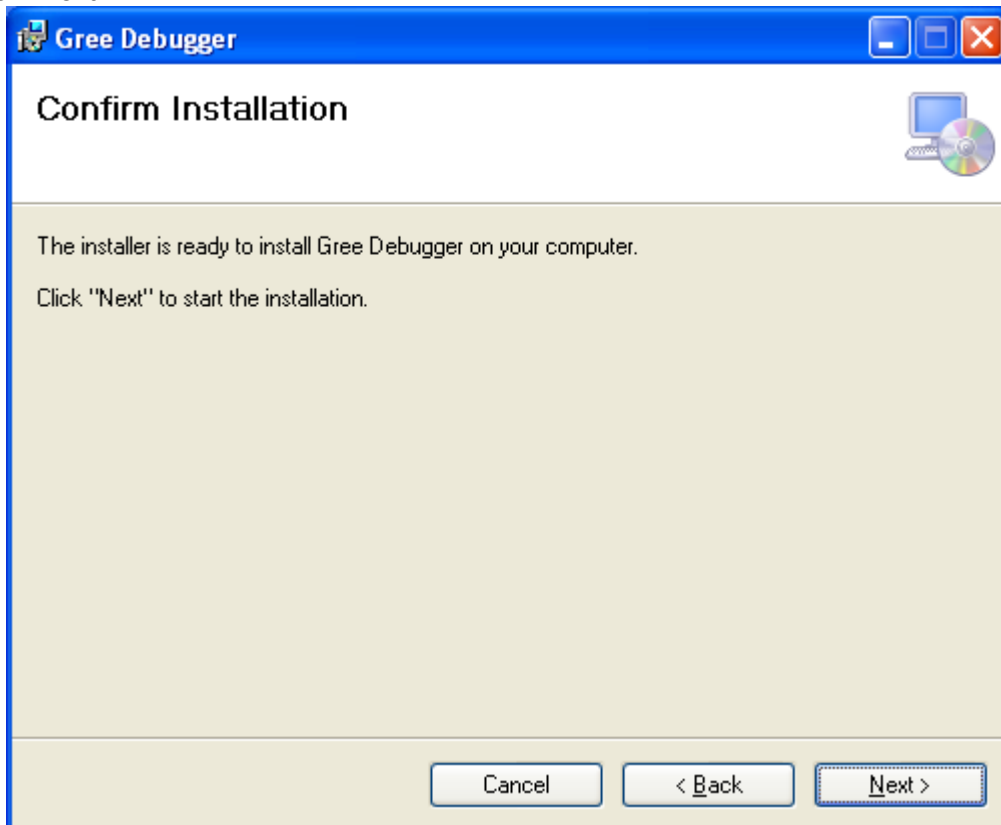 Gree Debugger
Confirm Installation
The installer is ready to install Gree Debugger on your computer.
Click "Next" to start the installation.
Cancel
< Back
Next >